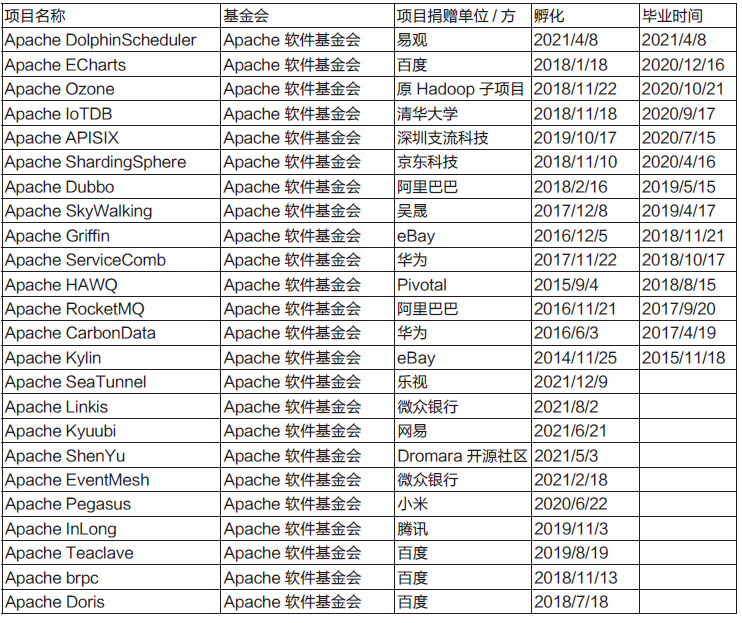 项目名称 基金会 项目捐赠单位 / 方 孵化 毕业时间
Apache DolphinScheduler Apache 软件基金会 易观 2021/4/8 2021/4/8
Apache ECharts Apache 软件基金会 百度 2018/1/18 2020/12/16
Apache Ozone Apache 软件基金会 原 Hadoop 子项目 2018/11/22 2020/10/21
Apache IoTDB Apache 软件基金会 清华大学 2018/11/18 2020/9/17
Apache APISIX Apache 软件基金会 深圳支流科技 2019/10/17 2020/7/15
Apache ShardingSphere Apache 软件基金会 京东科技 2018/11/10 2020/4/16
Apache Dubbo Apache 软件基金会 阿里巴巴 2018/2/16 2019/5/15
Apache SkyWalking Apache 软件基金会 吴晟 2017/12/8 2019/4/17
Apache Griffin Apache 软件基金会 eBay 2016/12/5 2018/11/21
Apache ServiceComb Apache 软件基金会 华为 2017/11/22 2018/10/17
Apache HAWQ Apache 软件基金会 Pivotal 2015/9/4 2018/8/15
Apache RocketMQ Apache 软件基金会 阿里巴巴 2016/11/21 2017/9/20
Apache CarbonData Apache 软件基金会 华为 2016/6/3 2017/4/19
Apache Kylin Apache 软件基金会 eBay 2014/11/25 2015/11/18
Apache SeaTunnel Apache 软件基金会 乐视 2021/12/9
Apache Linkis Apache 软件基金会 微众银行 2021/8/2
Apache Kyuubi Apache 软件基金会 网易 2021/6/21
Apache ShenYu Apache 软件基金会 Dromara 开源社区 2021/5/3
Apache EventMesh Apache 软件基金会 微众银行 2021/2/18
Apache Pegasus Apache 软件基金会 小米 2020/6/22
Apache InLong Apache 软件基金会 腾讯 2019/11/3
Apache Teaclave Apache 软件基金会 百度 2019/8/19
Apache brpc Apache 软件基金会 百度 2018/11/13
Apache Doris Apache 软件基金会 百度 2018/7/18